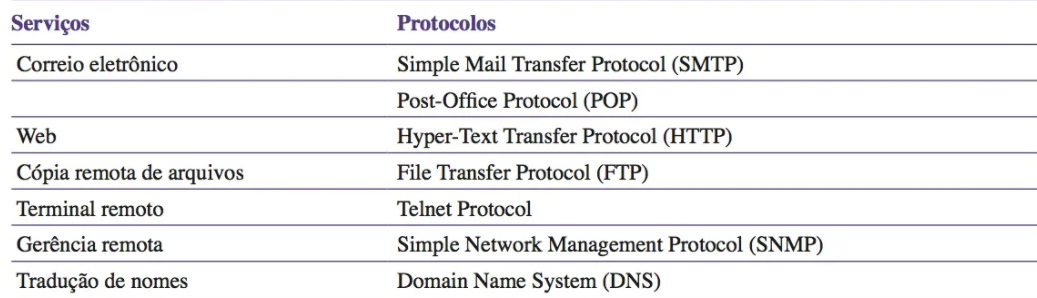 Serviços Protocolos
Correio eletrônico Simple Mail Transfer Protocol (SMTP)
Post-Office Protocol (POP)
Web Hyper-Text Transfer Protocol (HTTP)
Cópia remota de arquivos File Transfer Protocol (FTP)
Terminal remoto Telnet Protocol
Gerência remota Simple Network Management Protocol (SNMP)
Tradução de nomes Domain Name System (DNS)